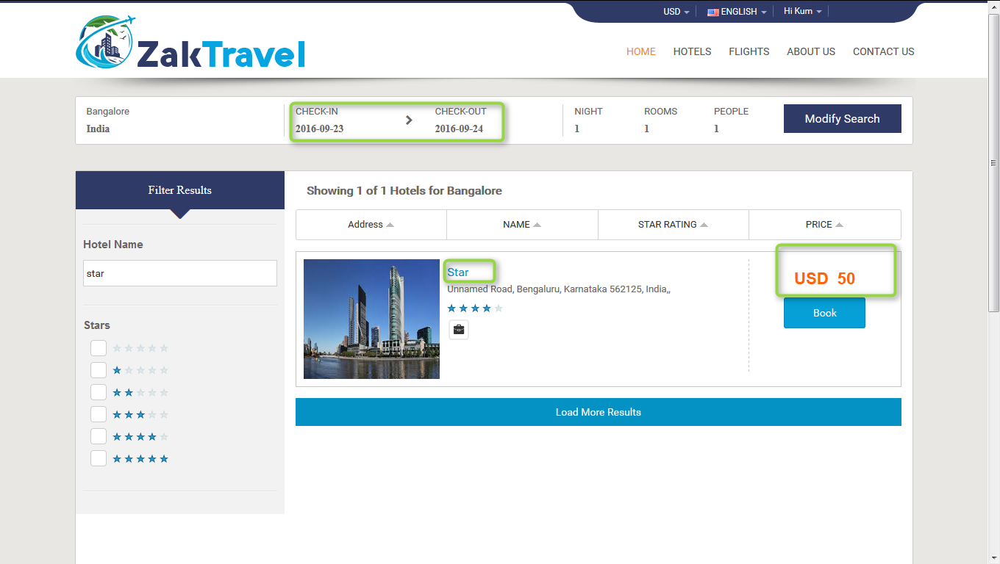 USD ENGLISH Hi Kum
ZakTravel
HOME HOTELS FLIGHTS ABOUT US CONTACT US
Bangalore
India
CHECK-IN
2016-09-23
CHECK-OUT
2016-09-24
NIGHT
1
ROOMS
1
PEOPLE
1
Modify Search
Filter Results
Hotel Name
star
Stars
Showing 1 of 1 Hotels for Bangalore
Address NAME STAR RATING PRICE
Star
Unnamed Road, Bengaluru, Karnataka 562125, India,,
USD 50
Book
Load More Results